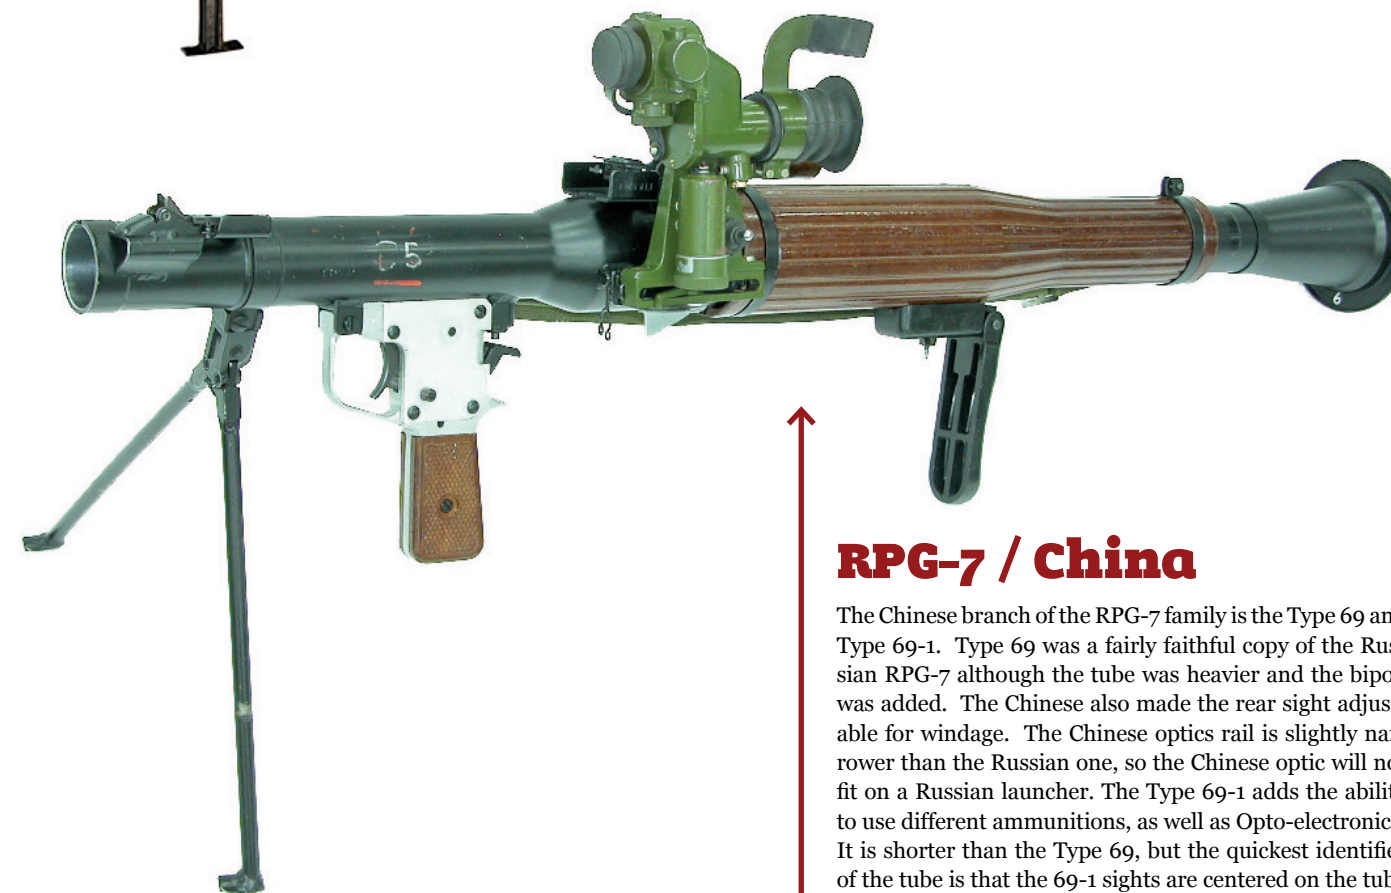 C5
6
RPG-7 / China
The Chinese branch of the RPG-7 family is the Type 69 an
Type 69-1. Type 69 was a fairly faithful copy of the Rus
sian RPG-7 although the tube was heavier and the bipo
was added. The Chinese also made the rear sight adjus
able for windage. The Chinese optics rail is slightly nar
rower than the Russian one, so the Chinese optic will no
fit on a Russian launcher. The Type 69-1 adds the abilit
to use different ammunitions, as well as Opto-electronic
It is shorter than the Type 69, but the quickest identifie
of the tube is that the 69-1 sights are centered on the tub